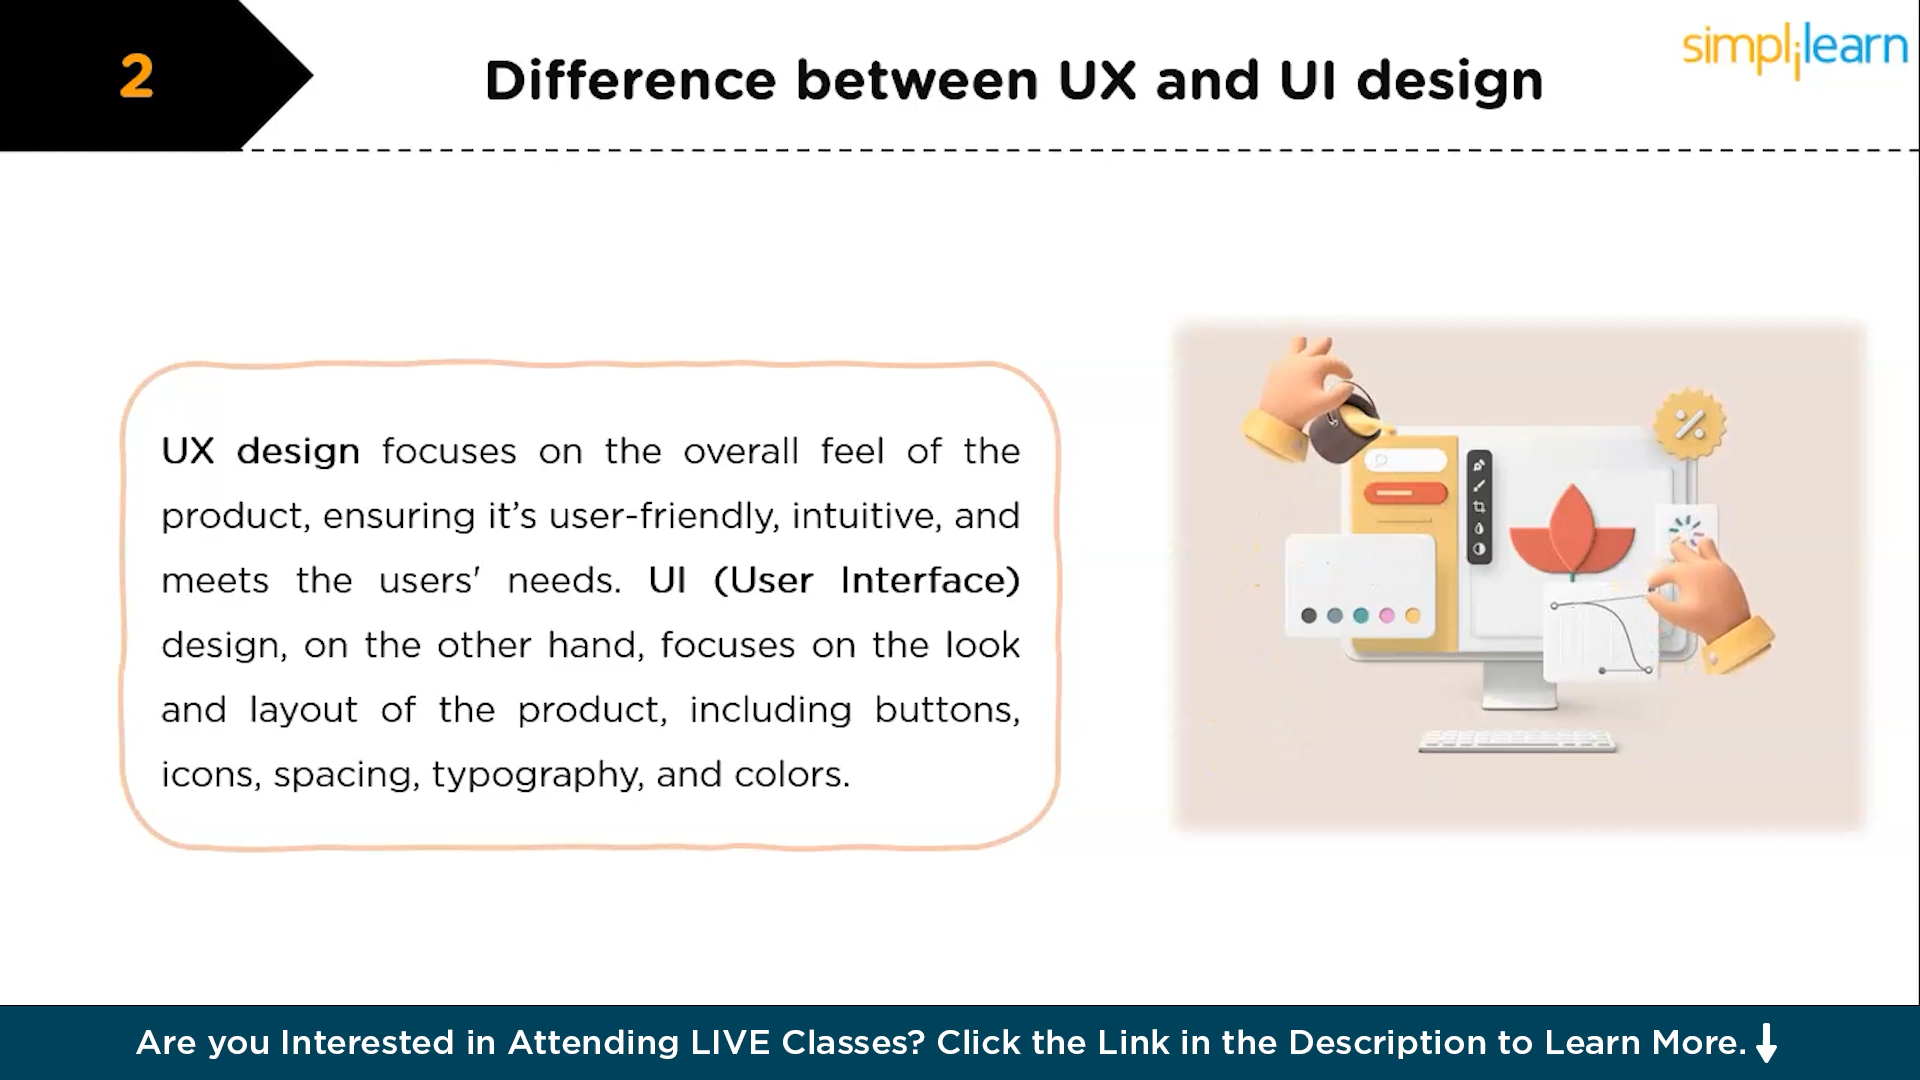 2
Difference between UX and UI design
simplilearn
UX design focuses on the overall feel of the
product, ensuring it’s user-friendly, intuitive, and
meets the users' needs. UI (User Interface)
design, on the other hand, focuses on the look
and layout of the product, including buttons,
icons, spacing, typography, and colors.
%
Are you Interested in Attending LIVE Classes? Click the Link in the Description to Learn More.